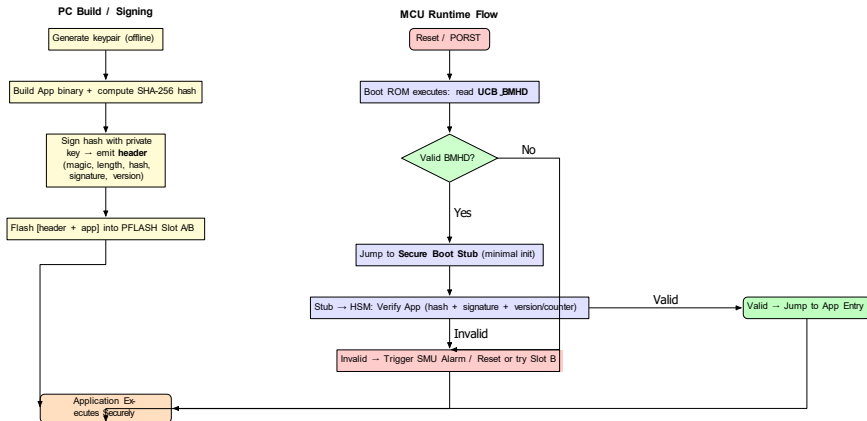 PC Build / Signing
Generate keypair (offline)
Build App binary + compute SHA-256 hash
Sign hash with private
key → emit header
(magic, length, hash,
signature, version)
Flash [header + app] into PFLASH Slot A/B
MCU Runtime Flow
Reset / PORST
Boot ROM executes: read UCB_BMHD
Valid BMHD?
No
Yes
Jump to Secure Boot Stub (minimal init)
Stub → HSM: Verify App (hash + signature + version/counter)
Valid
Valid → Jump to App Entry
Invalid
Invalid → Trigger SMU Alarm / Reset or try Slot B
Application Ex-
ecutes Securely